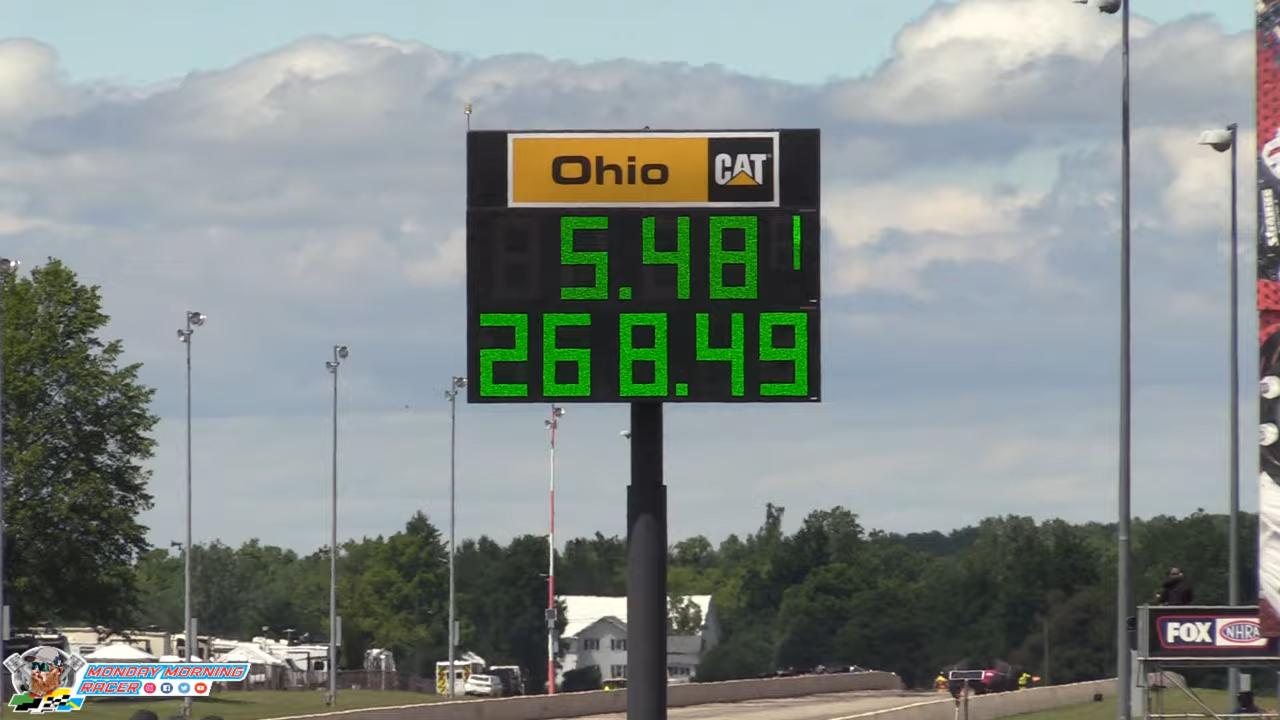 Ohio CAT
5.481
268.49
FOX NHRA
MONDAY MORNING
RACER